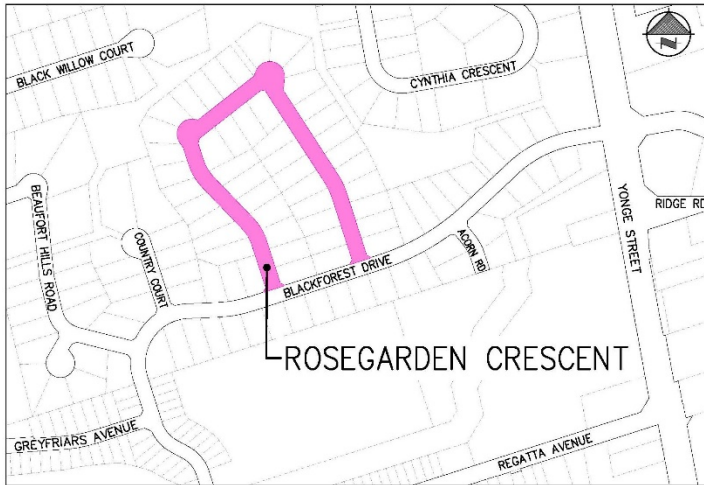 BLACK WILLOW COURT
CYNTHIA CRESCENT
BEAUFORT HILLS ROAD
COUNTRY COURT
YONGE STREET
RIDGE RD
ACORN RD
BLACKFOREST DRIVE
ROSEGARDEN CRESCENT
GREYFRIARS AVENUE
REGATTA AVENUE